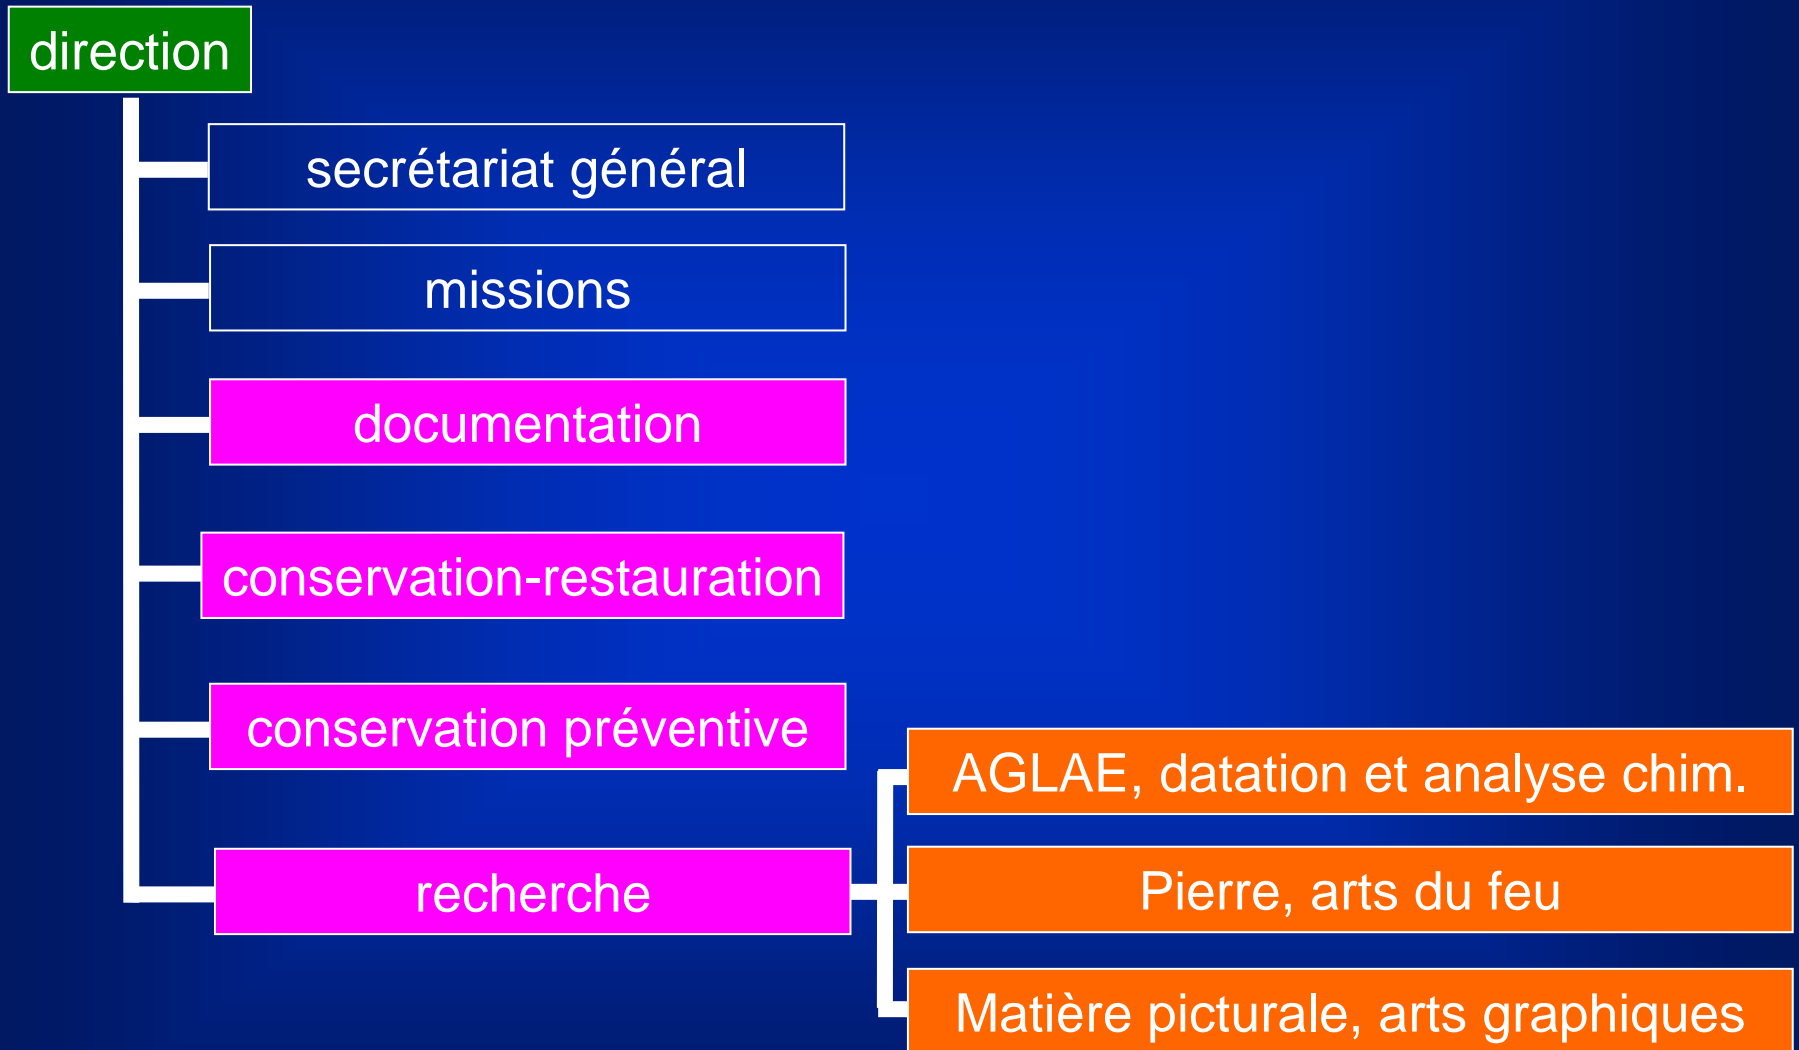 direction
secrétariat général
missions
documentation
conservation-restauration
conservation préventive
recherche
AGLAE, datation et analyse chim.
Pierre, arts du feu
Matière picturale, arts graphiques